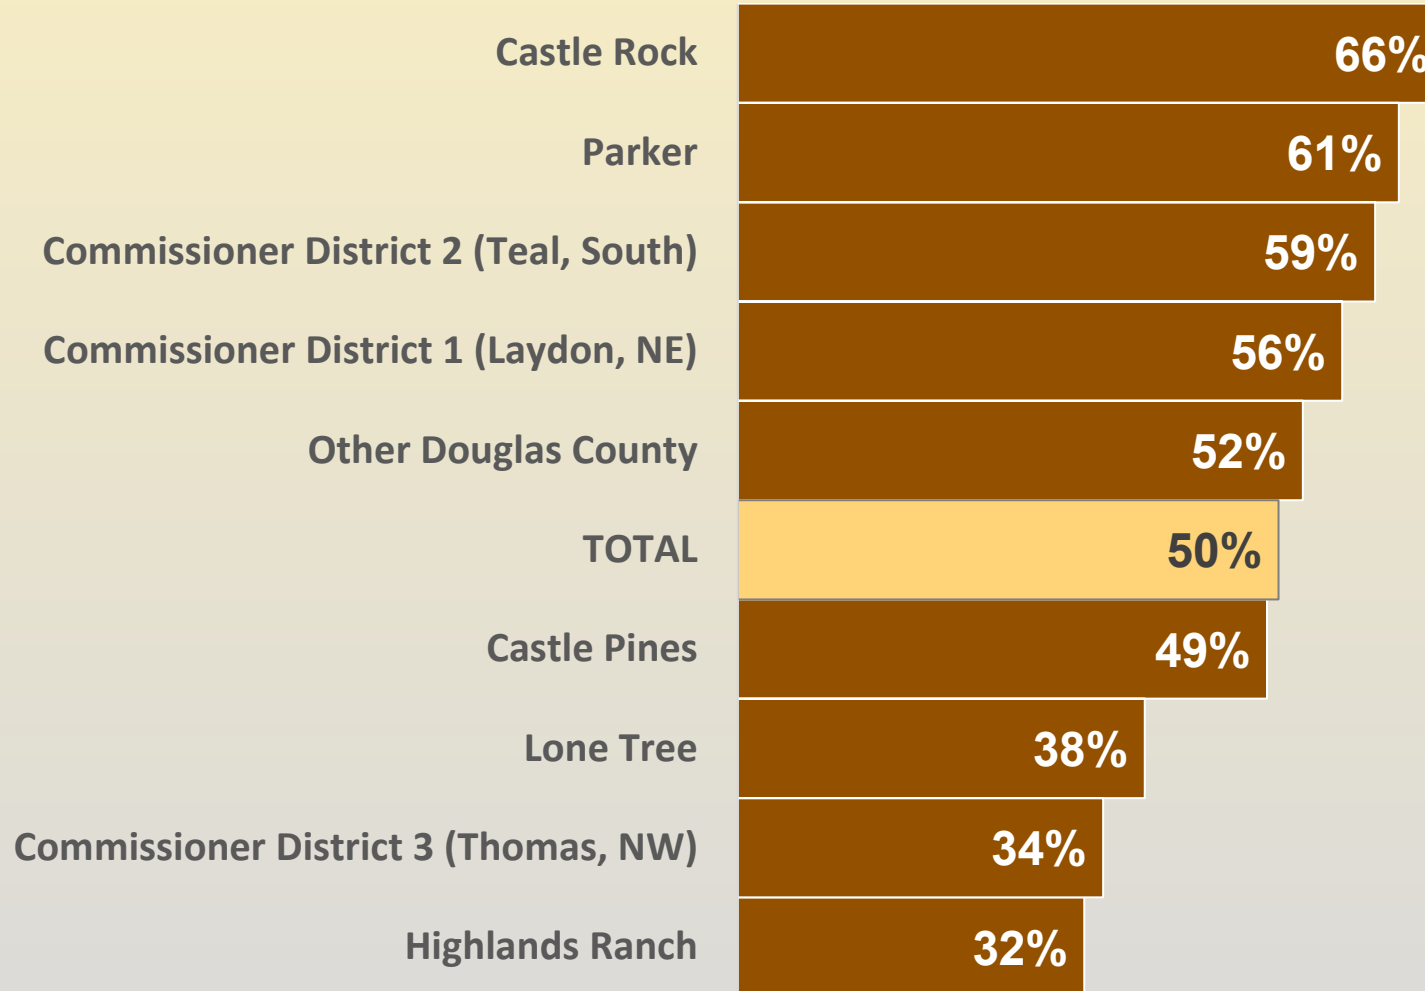 Castle Rock 66%
Parker 61%
Commissioner District 2 (Teal, South) 59%
Commissioner District 1 (Laydon, NE) 56%
Other Douglas County 52%
TOTAL 50%
Castle Pines 49%
Lone Tree 38%
Commissioner District 3 (Thomas, NW) 34%
Highlands Ranch 32%